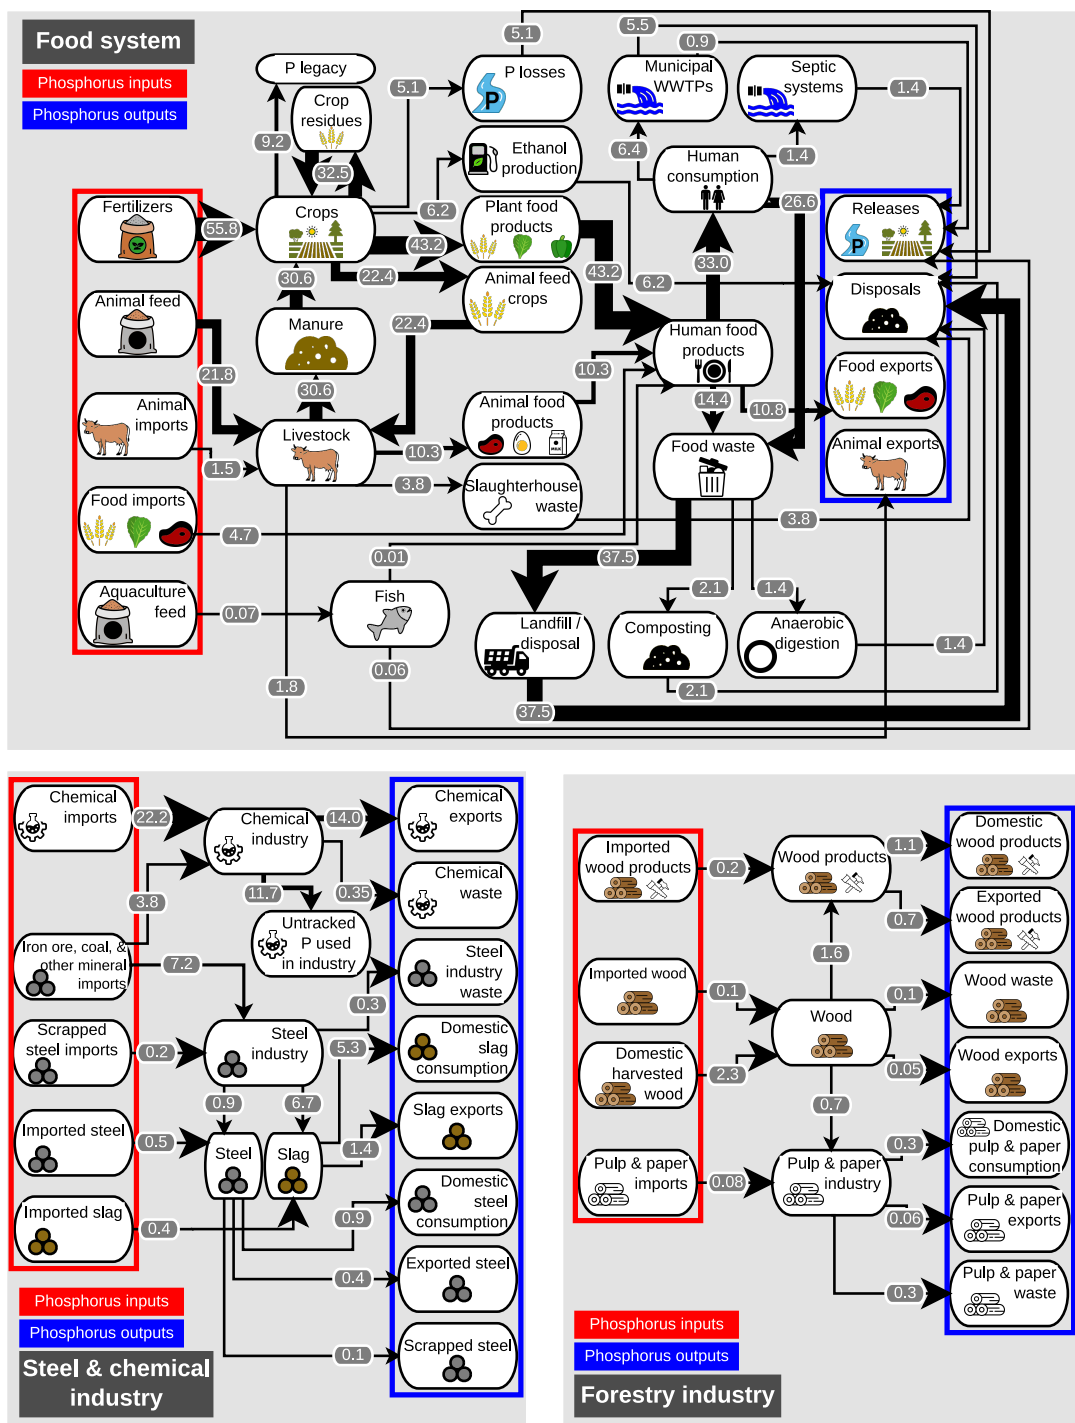 Food system
Phosphorus inputs
Phosphorus outputs
P legacy
Crop
residues
9.2
32.5
5.1
5.1
P losses
P
5.5
0.9
Municipal
WWTPs
Septic
systems
1.4
6.4
1.4
Ethanol
production
6.2
Human
consumption
26.6
Fertilizers
55.8
Crops
43.2
22.4
Plant food
products
43.2
33.0
6.2
Releases
P
30.6
Animal feed
crops
Animal feed
21.8
Manure
22.4
Human food
products
Disposals
30.6
10.3
14.4
10.8
Food exports
Animal
imports
1.5
Livestock
10.3
Animal food
products
MILK
Food waste
Animal exports
3.8
Slaughterhouse
waste
3.8
Food imports
4.7
0.01
37.5
2.1
1.4
Aquaculture
feed
0.07
Fish
Landfill /
disposal
Composting
Anaerobic
digestion
1.4
0.06
1.8
37.5
2.1
Chemical
imports
22.2
Chemical
industry
14.0
Chemical
exports
3.8
11.7
0.35
Chemical
waste
Iron ore, coal, &
other mineral
imports
7.2
Untracked
P used
in industry
0.3
Steel
industry
waste
Scrapped
steel imports
0.2
Steel
industry
5.3
Domestic
slag
consumption
0.9
6.7
Imported steel
0.5
Steel
Slag
1.4
Slag exports
Imported slag
0.4
0.9
Domestic
steel
consumption
0.4
Exported steel
0.1
Scrapped steel
Phosphorus inputs
Phosphorus outputs
Steel & chemical
industry
Imported
wood products
0.2
Wood products
1.1
Domestic
wood products
0.7
Exported
wood products
1.6
Imported wood
0.1
Wood
0.1
Wood waste
Domestic
harvested
wood
2.3
0.05
Wood exports
0.7
Pulp & paper
imports
0.08
Pulp & paper
industry
0.3
Domestic
pulp & paper
consumption
0.06
Pulp & paper
exports
0.3
Pulp & paper
waste
Phosphorus inputs
Phosphorus outputs
Forestry industry